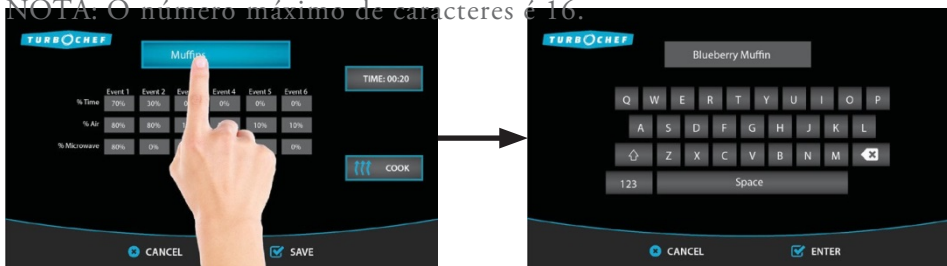 NOTA: O número máximo de caracteres é 16.
TURBOCHEF
Muffins
TIME: 00:20
Event 1 Event 2 Event 4 Event 5 Event 6
% Time 70% 30% 0% 0% 0%
% Air 80% 80% 10% 10%
% Microwave 80% 0% 0%
COOK
CANCEL SAVE
TURBOCHEF
Blueberry Muffin
Q W E R T Y U I O P
A S D F G H J K L
Z X C V B N M
123 Space
CANCEL ENTER